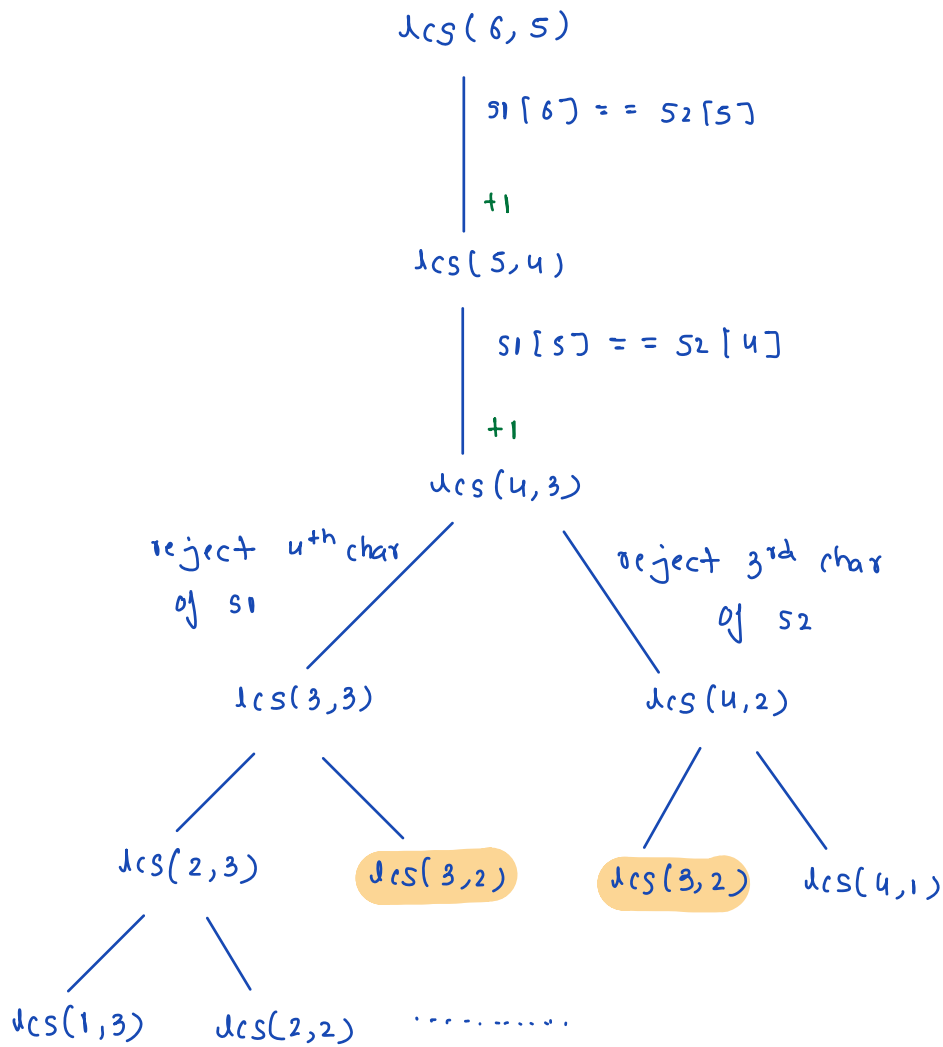 lcs(6,5)
s1[6] == s2[5]
+1
lcs(5,4)
s1[5] == s2[4]
+1
lcs(4,3)
reject 4th char
of s1
reject 3rd char
of s2
lcs(3,3)
lcs(4,2)
lcs(2,3)
lcs(3,2)
lcs(3,2)
lcs(4,1)
lcs(1,3)
lcs(2,2)
...........